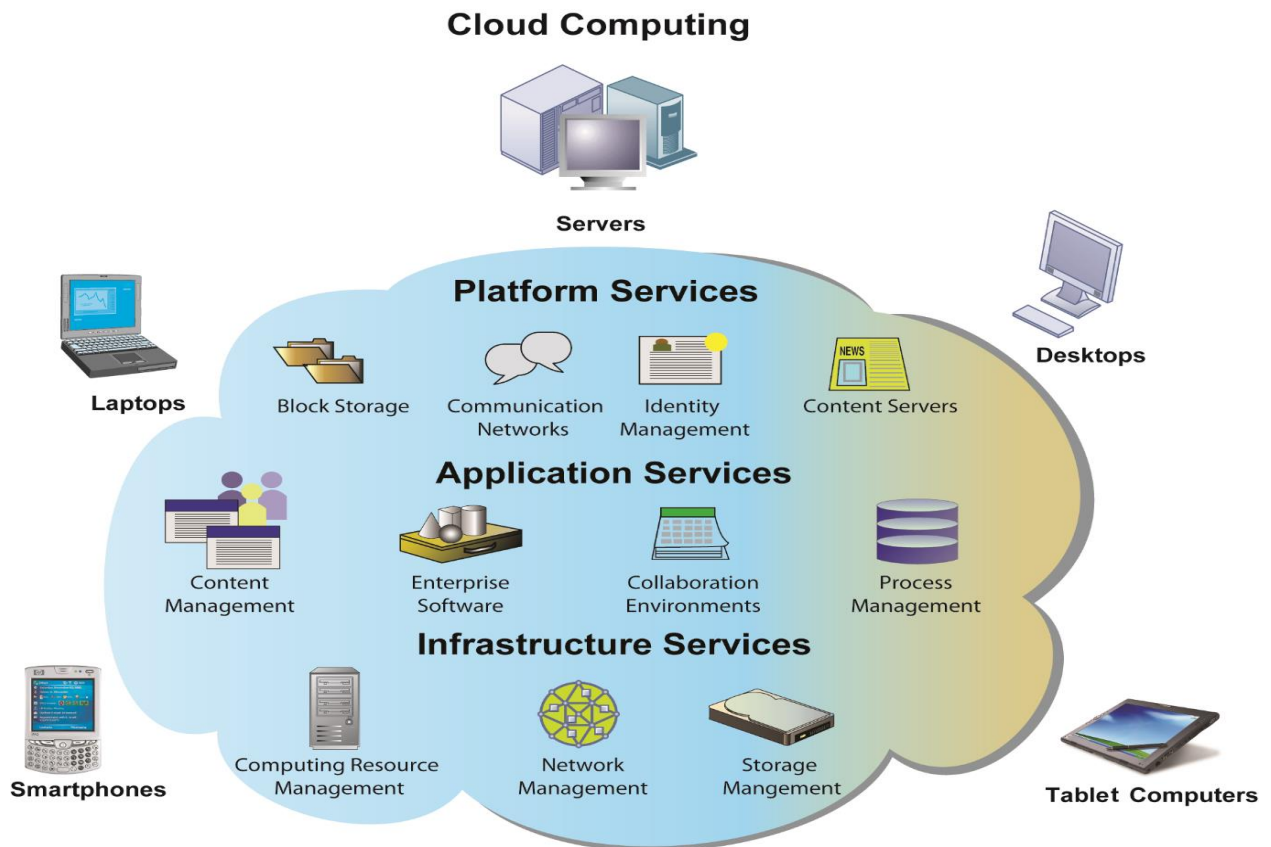 Cloud Computing
Servers
Platform Services
Laptops
Desktops
NEWS
Block Storage
Communication
Networks
Identity
Management
Content Servers
Application Services
Content
Management
Enterprise
Software
Collaboration
Environments
Process
Management
Infrastructure Services
Smartphones
Computing Resource
Management
Network
Management
Storage
Mangement
Tablet Computers